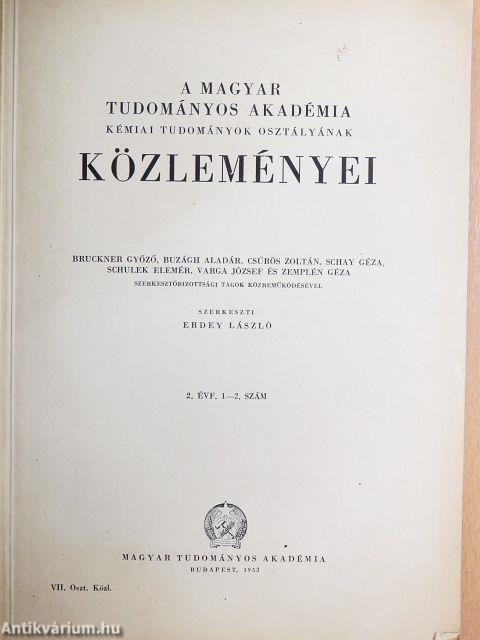 A MAGYAR
TUDOMÁNYOS AKADÉMIA
KÉMIAI TUDOMÁNYOK OSZTÁLYÁNAK
KÖZLEMÉNYEI
BRUCKNER GYŐZŐ, BUZÁGH ALADÁR, CSŰRÖS ZOLTÁN, SCHAY GÉZA,
SCHULEK ELEMÉR, VARGA JÓZSEF ÉS ZEMPLÉN GÉZA
SZERKESZTŐBIZOTTSÁGI TAGOK KÖZREMŰKÖDÉSÉVEL
SZERKESZTI
ERDEY LÁSZLÓ
2. ÉVF. 1—2. SZÁM
MAGYAR TUDOMÁNYOS AKADÉMIA
BUDAPEST, 1952
VII. Oszt. Közl.
Antikvárium.hu